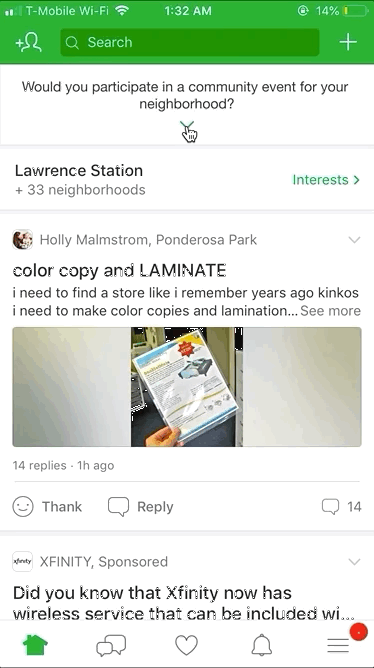 T-Mobile Wi-Fi
1:32 AM
14%
Search
Would you participate in a community event for your
neighborhood?
Lawrence Station
+ 33 neighborhoods
Interests >
Holly Malmstrom, Ponderosa Park
color copy and LAMINATE
i need to find a store like i remember years ago kinkos
i need to make color copies and lamination... See more
14 replies · 1h ago
Thank
Reply
14
xfinity
XFINITY, Sponsored
Did you know that Xfinity now has
wireless service that can be included wi...